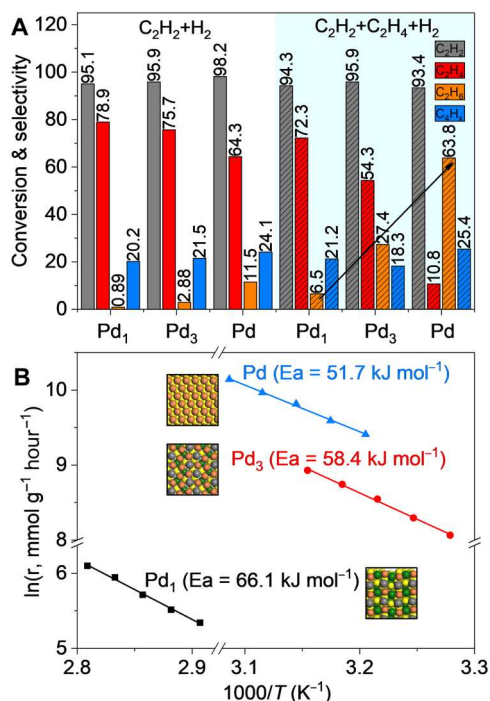 A
C₂H₂+H₂
C₂H₂+C₂H₄+H₂
Conversion & selectivity
120
100
80
60
40
20
0
C₂H₂
C₂H₆
95.1
78.9
0.89
20.2
95.9
75.7
2.88
21.5
98.2
64.3
11.5
24.1
94.3
72.3
6.5
21.2
95.9
54.3
27.4
18.3
93.4
10.8
63.8
25.4
Pd₁
Pd₃
Pd
Pd₁
Pd₃
Pd
B
ln(r, mmol g⁻¹ hour⁻¹)
10
9
8
6
5
Pd (Ea = 51.7 kJ mol⁻¹)
Pd₃ (Ea = 58.4 kJ mol⁻¹)
Pd₁ (Ea = 66.1 kJ mol⁻¹)
2.8
2.9
3.1
3.2
3.3
1000/T (K⁻¹)